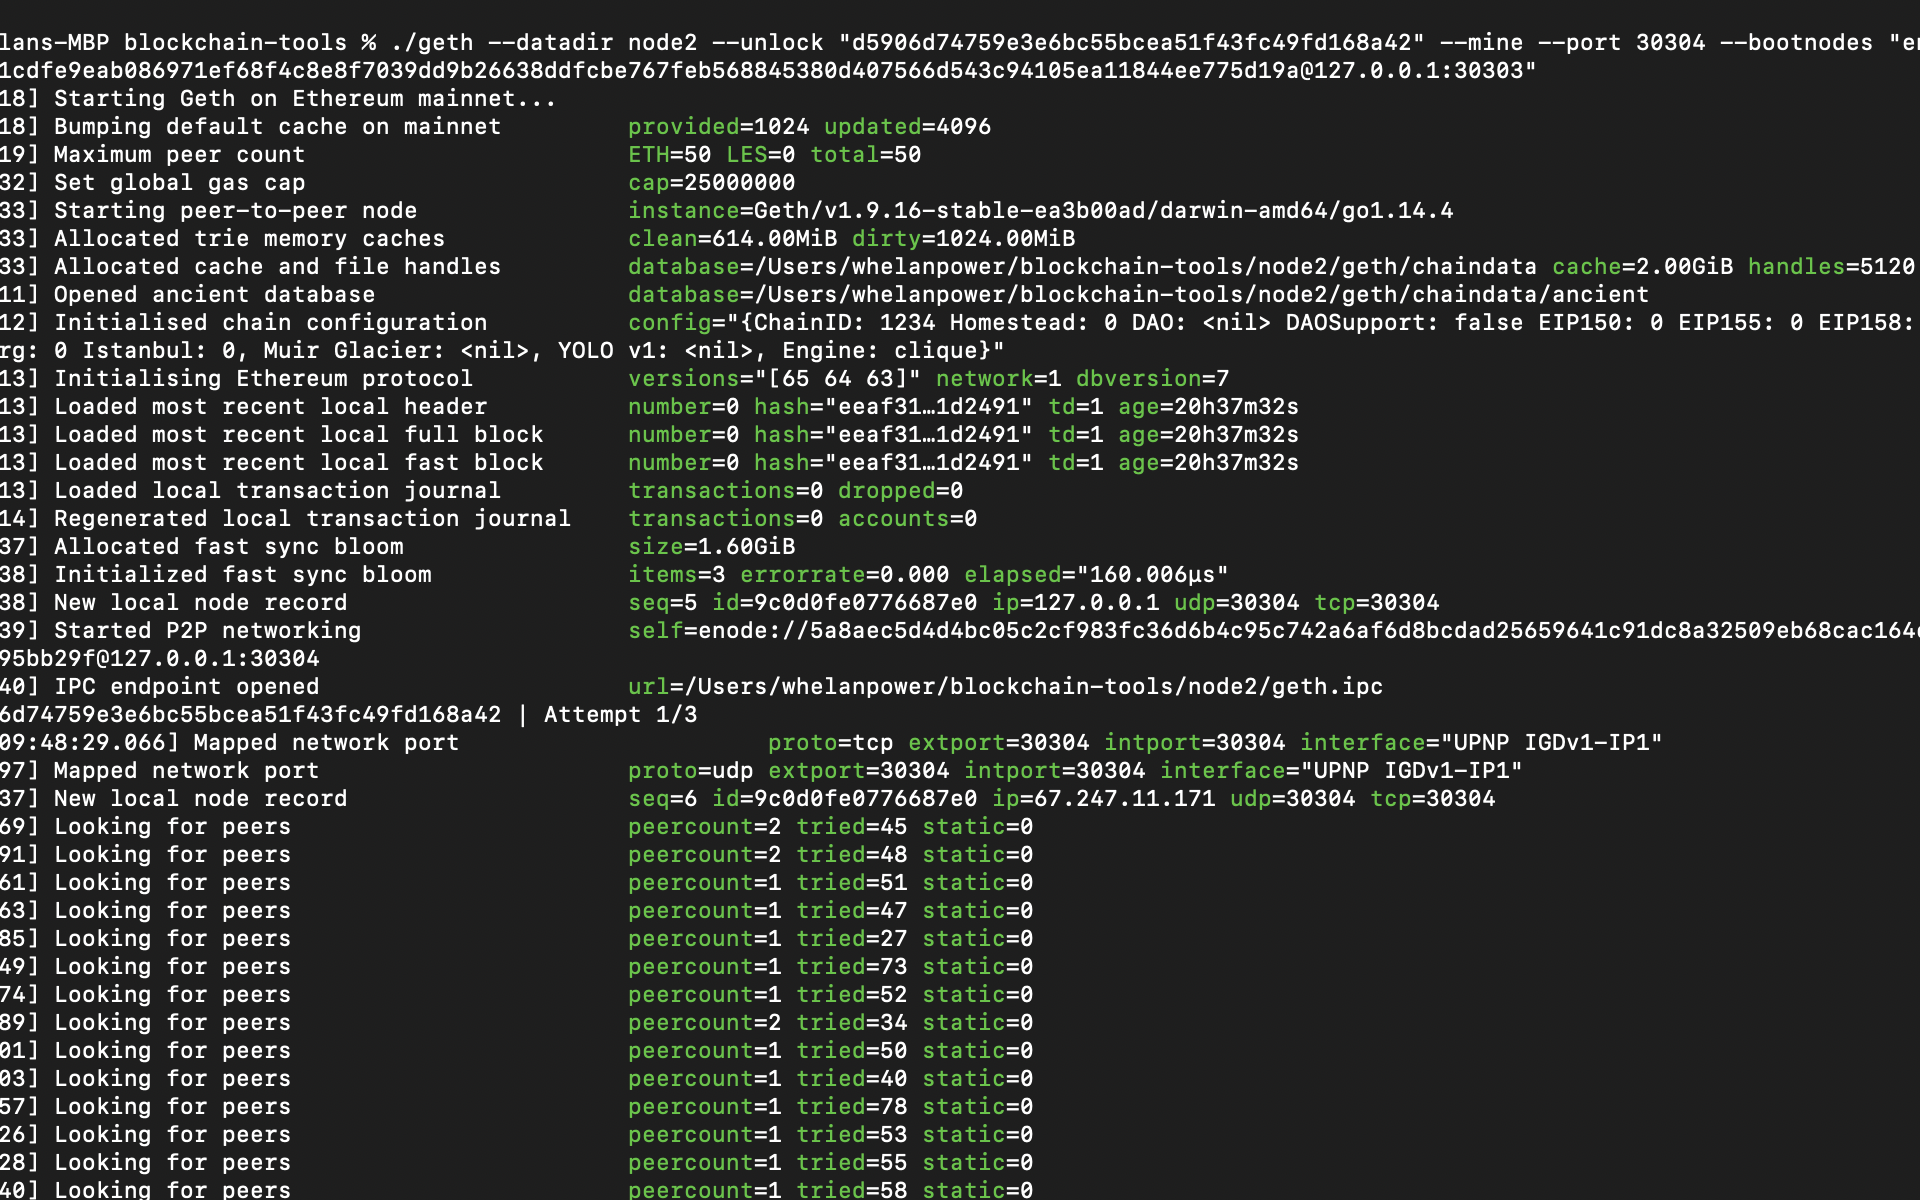 lans-MBP blockchain-tools % ./geth --datadir node2 --unlock "d5906d74759e3e6bc55bcea51f43fc49fd168a42" --mine --port 30304 --bootnodes "en
1cdfe9eab086971ef68f4c8e8f7039dd9b26638ddfcbe767feb568845380d407566d543c94105ea11844ee775d19a@127.0.0.1:30303"
18] Starting Geth on Ethereum mainnet...
18] Bumping default cache on mainnet provided=1024 updated=4096
19] Maximum peer count ETH=50 LES=0 total=50
32] Set global gas cap cap=25000000
33] Starting peer-to-peer node instance=Geth/v1.9.16-stable-ea3b00ad/darwin-amd64/go1.14.4
33] Allocated trie memory caches clean=614.00MiB dirty=1024.00MiB
33] Allocated cache and file handles database=/Users/whelanpower/blockchain-tools/node2/geth/chaindata cache=2.00GiB handles=5120
11] Opened ancient database database=/Users/whelanpower/blockchain-tools/node2/geth/chaindata/ancient
12] Initialised chain configuration config="{ChainID: 1234 Homestead: 0 DAO: <nil> DAOSupport: false EIP150: 0 EIP155: 0 EIP158:
rg: 0 Istanbul: 0, Muir Glacier: <nil>, YOLO v1: <nil>, Engine: clique}"
13] Initialising Ethereum protocol versions="[65 64 63]" network=1 dbversion=7
13] Loaded most recent local header number=0 hash="eeaf31…1d2491" td=1 age=20h37m32s
13] Loaded most recent local full block number=0 hash="eeaf31…1d2491" td=1 age=20h37m32s
13] Loaded most recent local fast block number=0 hash="eeaf31…1d2491" td=1 age=20h37m32s
13] Loaded local transaction journal transactions=0 dropped=0
14] Regenerated local transaction journal transactions=0 accounts=0
37] Allocated fast sync bloom size=1.60GiB
38] Initialized fast sync bloom items=3 errorrate=0.000 elapsed="160.006µs"
38] New local node record seq=5 id=9c0d0fe0776687e0 ip=127.0.0.1 udp=30304 tcp=30304
39] Started P2P networking self=enode://5a8aec5d4d4bc05c2cf983fc36d6b4c95c742a6af6d8bcdad25659641c91dc8a32509eb68cac164
95bb29f@127.0.0.1:30304
40] IPC endpoint opened url=/Users/whelanpower/blockchain-tools/node2/geth.ipc
6d74759e3e6bc55bcea51f43fc49fd168a42 | Attempt 1/3
09:48:29.066] Mapped network port proto=tcp extport=30304 intport=30304 interface="UPNP IGDv1-IP1"
97] Mapped network port proto=udp extport=30304 intport=30304 interface="UPNP IGDv1-IP1"
37] New local node record seq=6 id=9c0d0fe0776687e0 ip=67.247.11.171 udp=30304 tcp=30304
69] Looking for peers peercount=2 tried=45 static=0
91] Looking for peers peercount=2 tried=48 static=0
61] Looking for peers peercount=1 tried=51 static=0
63] Looking for peers peercount=1 tried=47 static=0
85] Looking for peers peercount=1 tried=27 static=0
49] Looking for peers peercount=1 tried=73 static=0
74] Looking for peers peercount=1 tried=52 static=0
89] Looking for peers peercount=2 tried=34 static=0
01] Looking for peers peercount=1 tried=50 static=0
03] Looking for peers peercount=1 tried=40 static=0
57] Looking for peers peercount=1 tried=78 static=0
26] Looking for peers peercount=1 tried=53 static=0
28] Looking for peers peercount=1 tried=55 static=0
40] Looking for peers peercount=1 tried=58 static=0